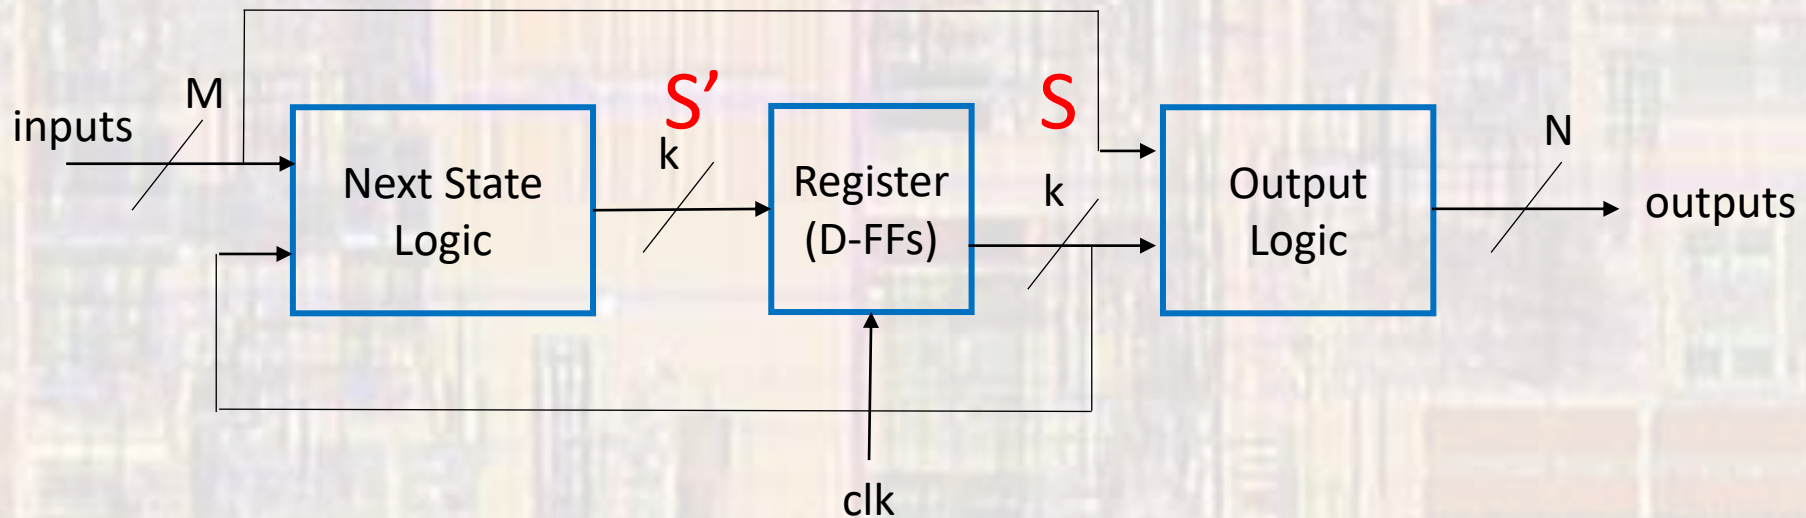 inputs
M
Next State
Logic
S’
k
Register
(D-FFs)
clk
S
k
Output
Logic
N
outputs